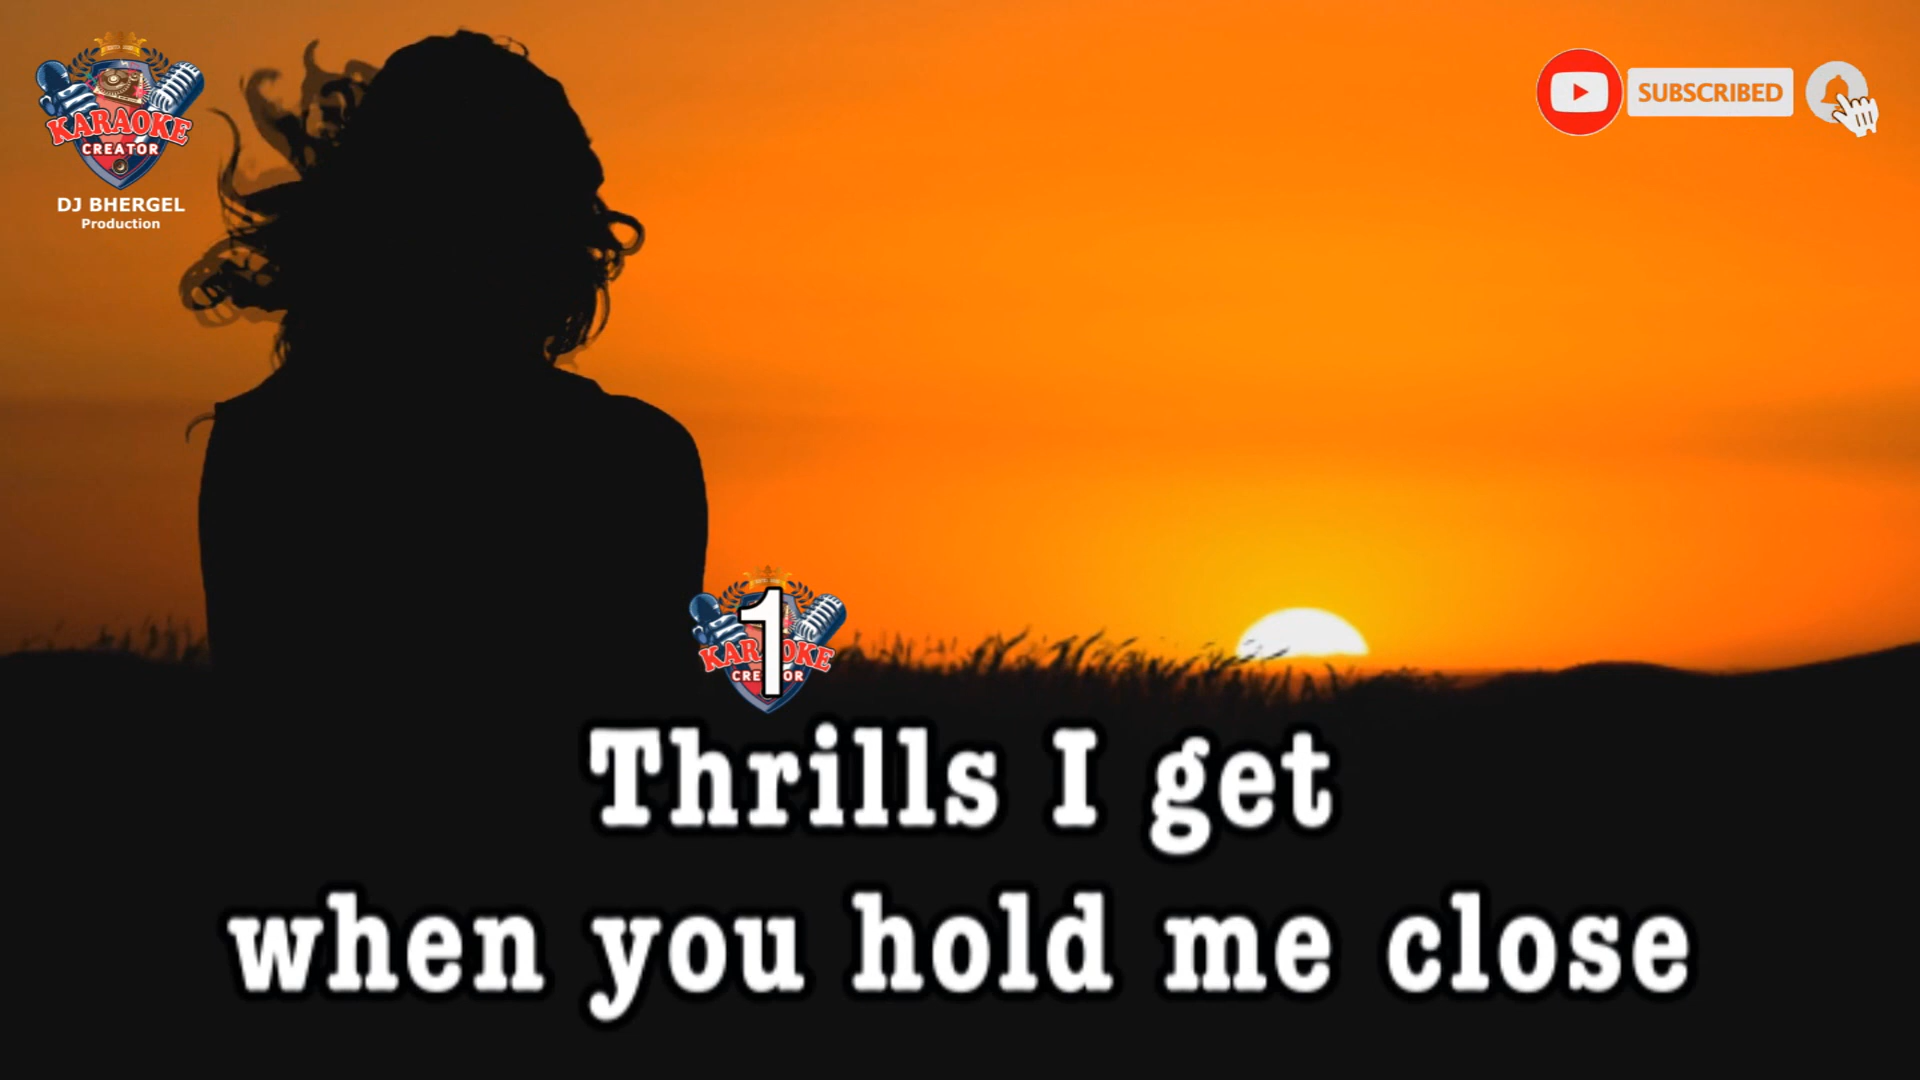 KARAOKE
CREATOR
DJ BHERGEL
Production
SUBSCRIBED
1
KARAOKE
CREATOR
Thrills I get
when you hold me close